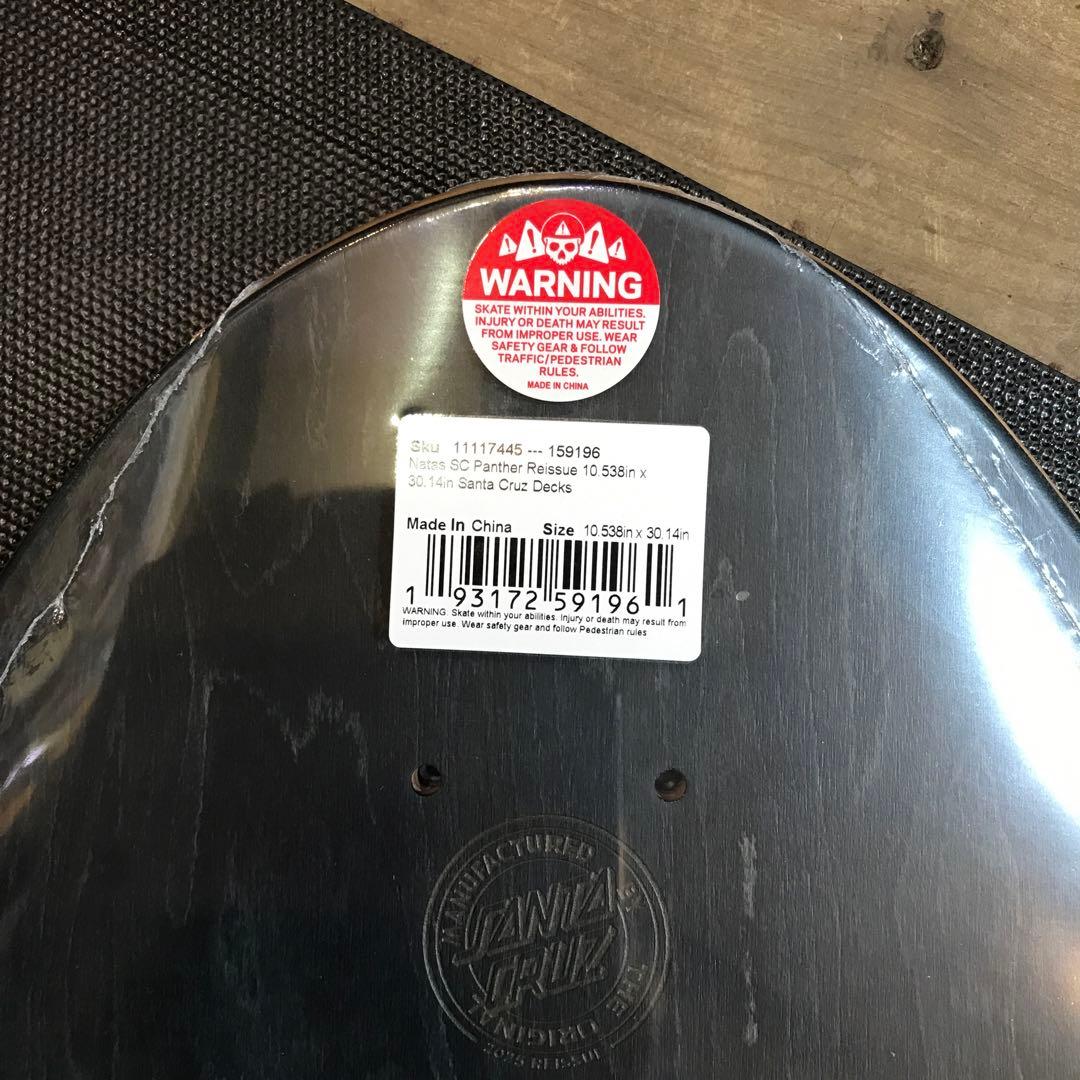 WARNING
SKATE WITHIN YOUR ABILITIES.
INJURY OR DEATH MAY RESULT
FROM IMPROPER USE. WEAR
SAFETY GEAR & FOLLOW
TRAFFIC/PEDESTRIAN
RULES.
MADE IN CHINA
Sku 11117445 --- 159196
Natas SC Panther Reissue 10.538in x
30.14in Santa Cruz Decks
Made In China Size 10.538in x 30.14in
1 93172 59196 1
WARNING. Skate within your abilities. Injury or death may result from
improper use. Wear safety gear and follow Pedestrian rules
MANUFACTURED BY THE ORIGINAL
SANTA
CRUZ
REISSUE